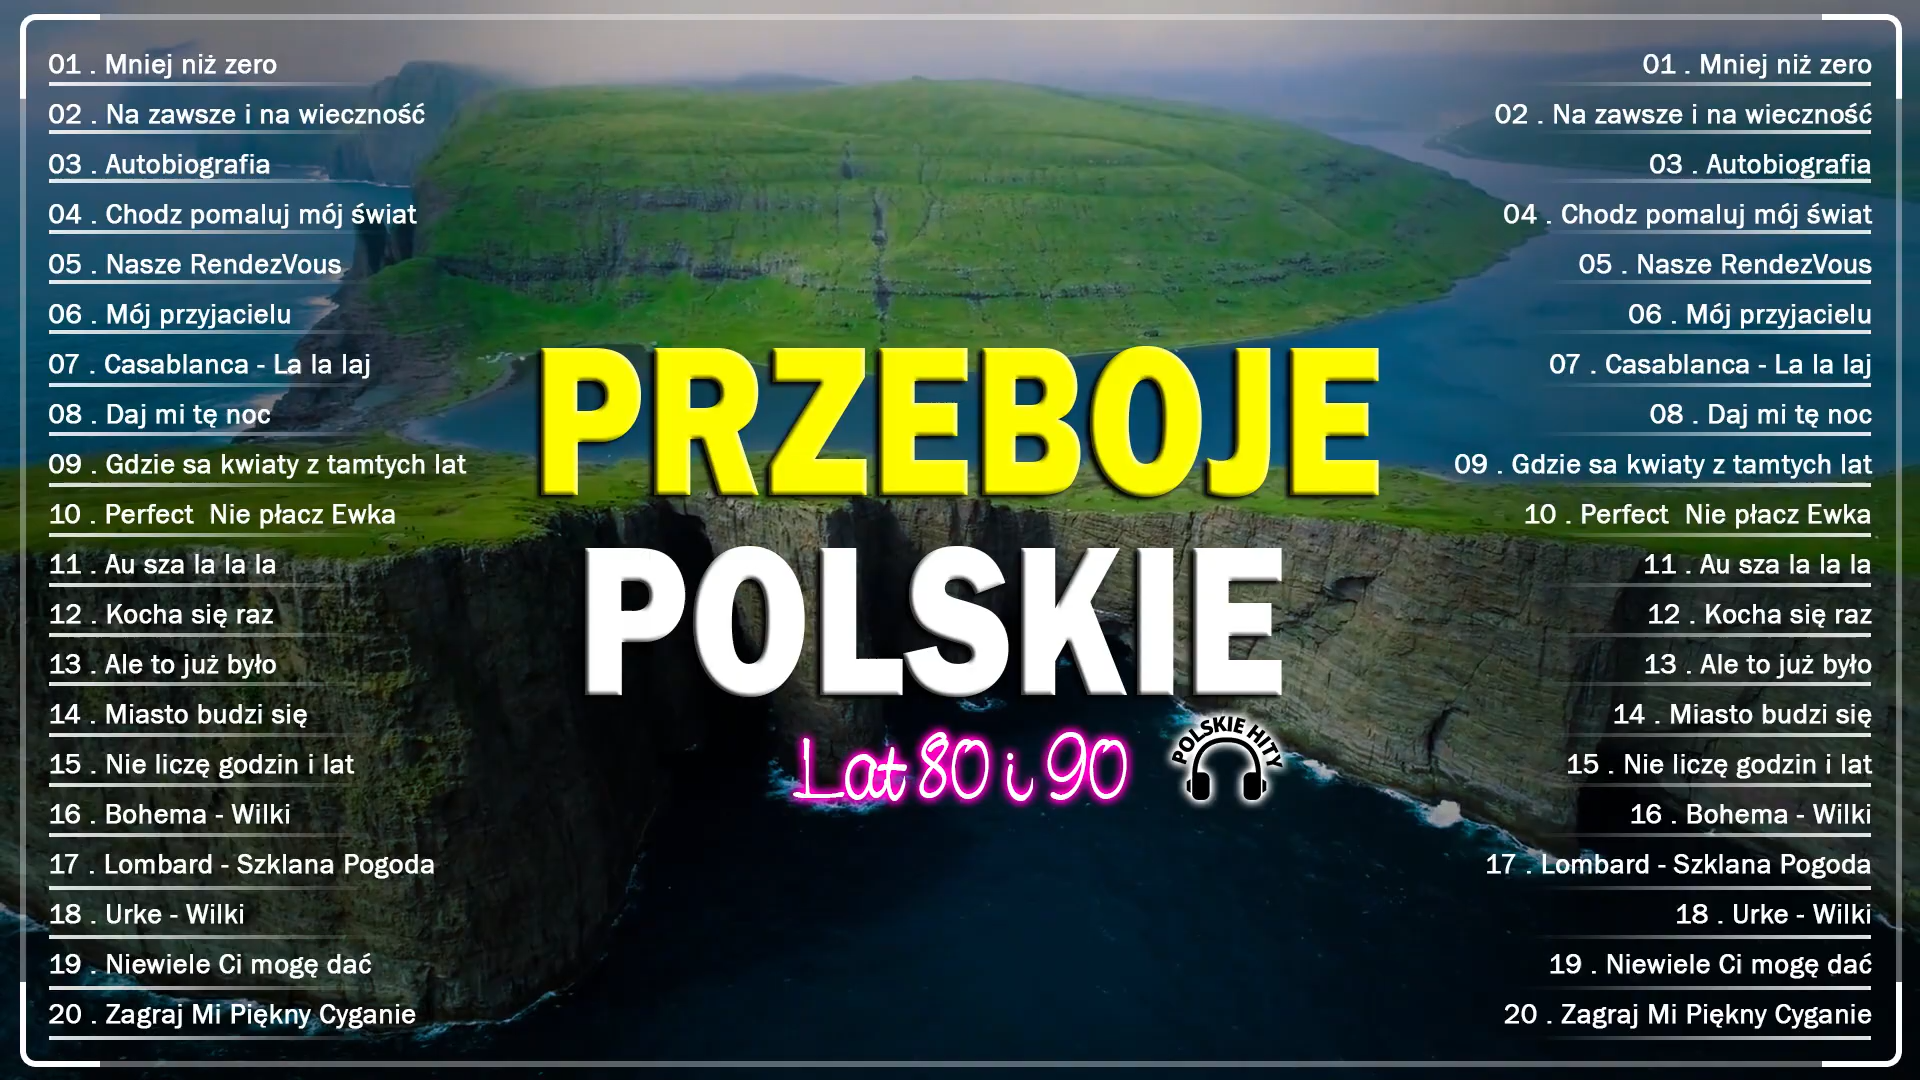 01 . Mniej niż zero
02 . Na zawsze i na wieczność
03 . Autobiografia
04 . Chodz pomaluj mój świat
05 . Nasze RendezVous
06 . Mój przyjacielu
07 . Casablanca - La la laj
08 . Daj mi tę noc
09 . Gdzie sa kwiaty z tamtych lat
10 . Perfect  Nie płacz Ewka
11 . Au sza la la la
12 . Kocha się raz
13 . Ale to już było
14 . Miasto budzi się
15 . Nie liczę godzin i lat
16 . Bohema - Wilki
17 . Lombard - Szklana Pogoda
18 . Urke - Wilki
19 . Niewiele Ci mogę dać
20 . Zagraj Mi Piękny Cyganie
PRZEBOJE
POLSKIE
Lat 80 i 90
POLSKIE HITY
01 . Mniej niż zero
02 . Na zawsze i na wieczność
03 . Autobiografia
04 . Chodz pomaluj mój świat
05 . Nasze RendezVous
06 . Mój przyjacielu
07 . Casablanca - La la laj
08 . Daj mi tę noc
09 . Gdzie sa kwiaty z tamtych lat
10 . Perfect  Nie płacz Ewka
11 . Au sza la la la
12 . Kocha się raz
13 . Ale to już było
14 . Miasto budzi się
15 . Nie liczę godzin i lat
16 . Bohema - Wilki
17 . Lombard - Szklana Pogoda
18 . Urke - Wilki
19 . Niewiele Ci mogę dać
20 . Zagraj Mi Piękny Cyganie